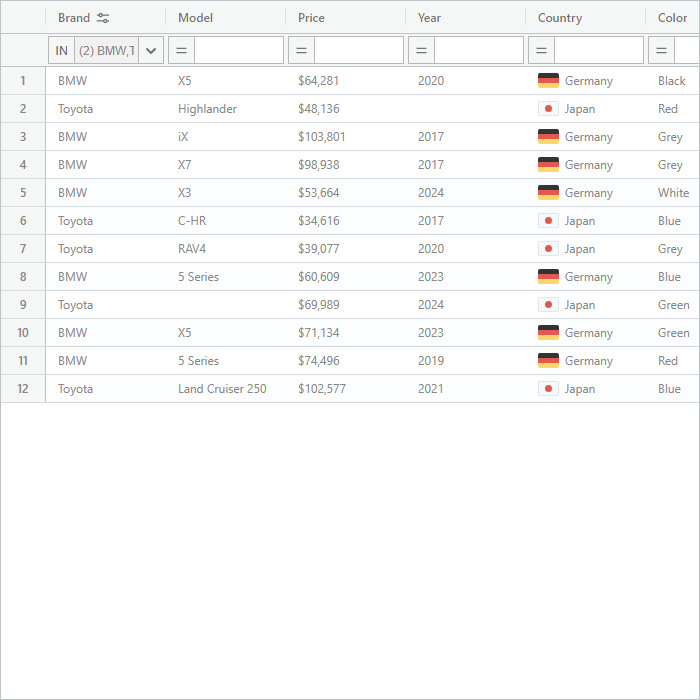 Brand Model Price Year Country Color
IN (2) BMW,T = = = = =
1 BMW X5 $64,281 2020 Germany Black
2 Toyota Highlander $48,136 Japan Red
3 BMW iX $103,801 2017 Germany Grey
4 BMW X7 $98,938 2017 Germany Grey
5 BMW X3 $53,664 2024 Germany White
6 Toyota C-HR $34,616 2017 Japan Blue
7 Toyota RAV4 $39,077 2020 Japan Grey
8 BMW 5 Series $60,609 2023 Germany Blue
9 Toyota $69,989 2024 Japan Green
10 BMW X5 $71,134 2023 Germany Green
11 BMW 5 Series $74,496 2019 Germany Red
12 Toyota Land Cruiser 250 $102,577 2021 Japan Blue